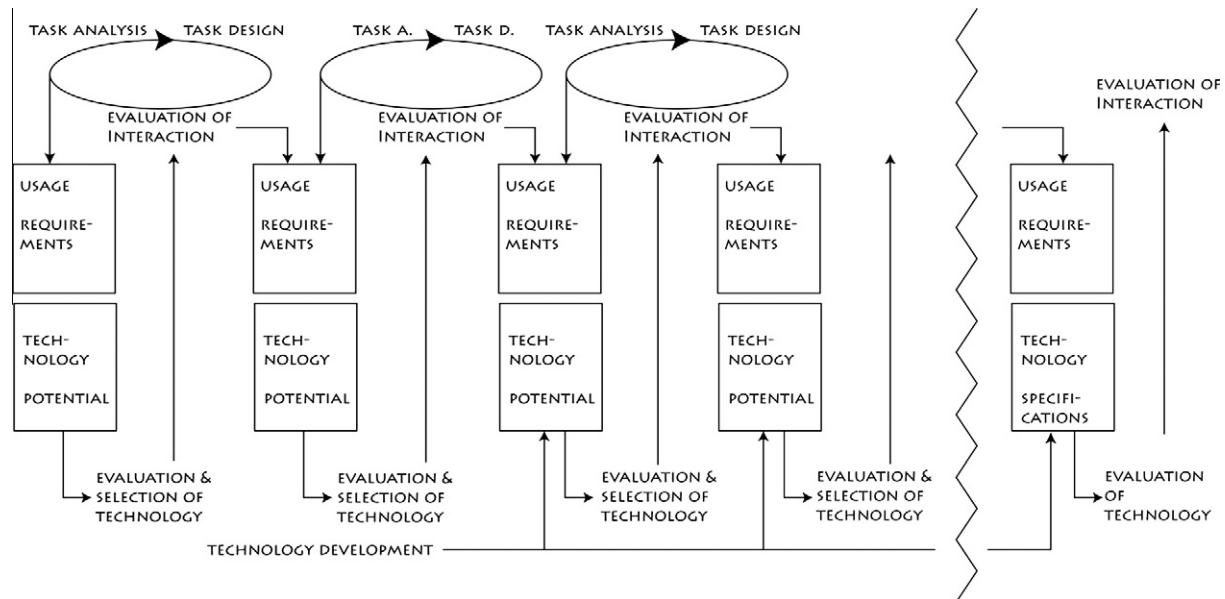 TASK ANALYSIS TASK DESIGN
TASK A. TASK D.
TASK ANALYSIS TASK DESIGN
EVALUATION OF
INTERACTION
EVALUATION OF
INTERACTION
EVALUATION OF
INTERACTION
EVALUATION OF
INTERACTION
USAGE
REQUIRE-
MENTS
USAGE
REQUIRE-
MENTS
USAGE
REQUIRE-
MENTS
USAGE
REQUIRE-
MENTS
USAGE
REQUIRE-
MENTS
TECH-
NOLOGY
POTENTIAL
TECH-
NOLOGY
POTENTIAL
TECH-
NOLOGY
POTENTIAL
TECH-
NOLOGY
POTENTIAL
TECH-
NOLOGY
SPECIFI-
CATIONS
EVALUATION &
SELECTION OF
TECHNOLOGY
EVALUATION &
SELECTION OF
TECHNOLOGY
EVALUATION &
SELECTION OF
TECHNOLOGY
EVALUATION &
SELECTION OF
TECHNOLOGY
EVALUATION
OF
TECHNOLOGY
TECHNOLOGY DEVELOPMENT